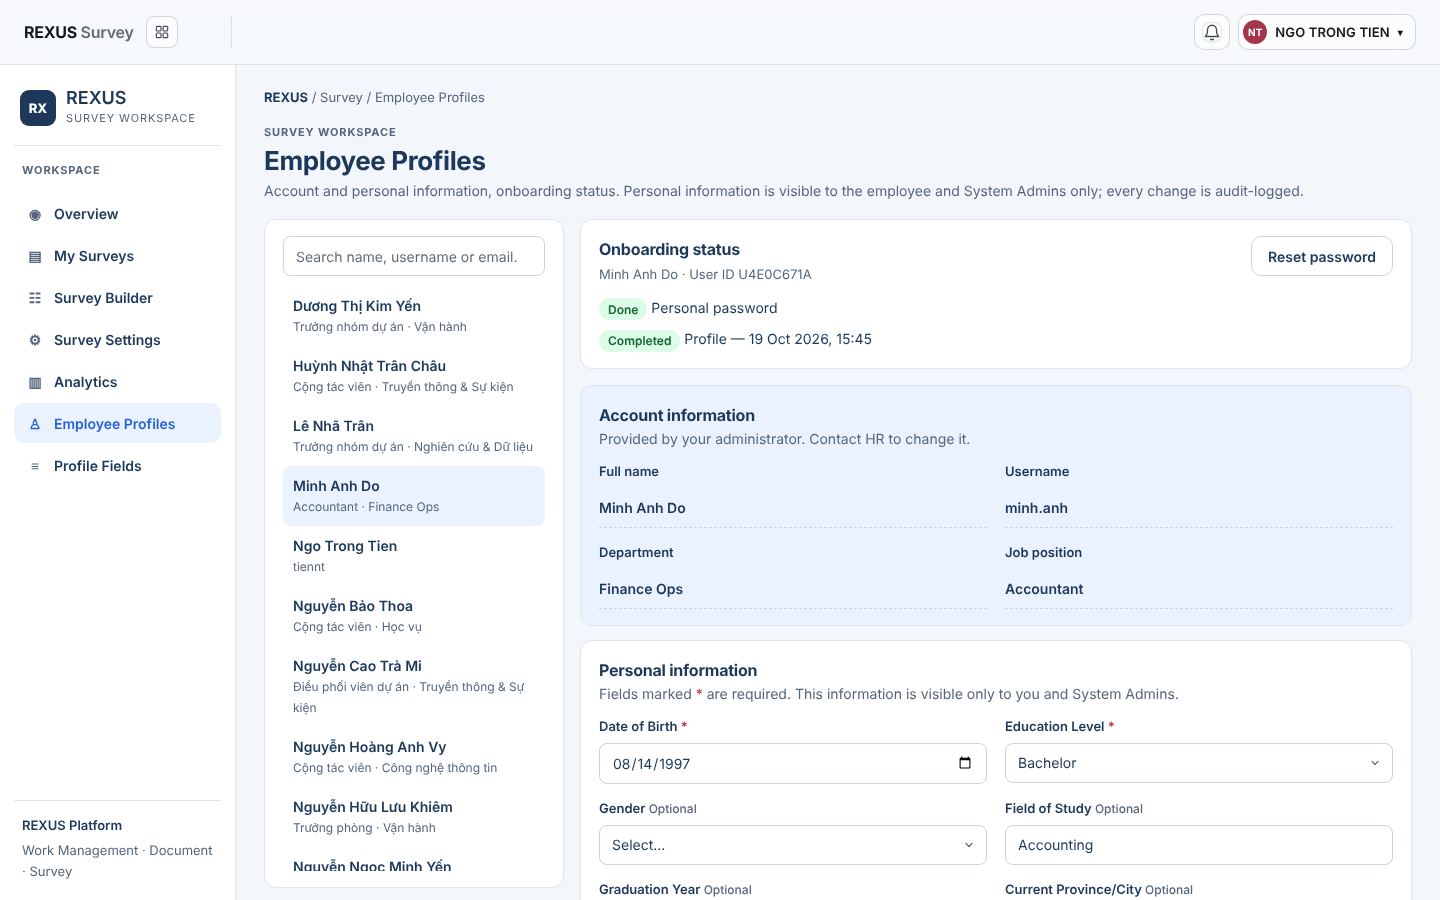 REXUS Survey
NT NGO TRONG TIEN
RX
REXUS
SURVEY WORKSPACE
WORKSPACE
Overview
My Surveys
Survey Builder
Survey Settings
Analytics
Employee Profiles
Profile Fields
REXUS Platform
Work Management · Document
· Survey
REXUS / Survey / Employee Profiles
SURVEY WORKSPACE
Employee Profiles
Account and personal information, onboarding status. Personal information is visible to the employee and System Admins only; every change is audit-logged.
Search name, username or email.
Dương Thị Kim Yến
Trưởng nhóm dự án · Vận hành
Huỳnh Nhật Trân Châu
Cộng tác viên · Truyền thông & Sự kiện
Lê Nhã Trân
Trưởng nhóm dự án · Nghiên cứu & Dữ liệu
Minh Anh Do
Accountant · Finance Ops
Ngo Trong Tien
tiennt
Nguyễn Bảo Thoa
Cộng tác viên · Học vụ
Nguyễn Cao Trà Mi
Điều phối viên dự án · Truyền thông & Sự
kiện
Nguyễn Hoàng Anh Vy
Cộng tác viên · Công nghệ thông tin
Nguyễn Hữu Lưu Khiêm
Trưởng phòng · Vận hành
Nguyễn Ngọc Minh Yến
Onboarding status
Minh Anh Do · User ID U4E0C671A
Reset password
Done Personal password
Completed Profile — 19 Oct 2026, 15:45
Account information
Provided by your administrator. Contact HR to change it.
Full name
Minh Anh Do
Username
minh.anh
Department
Finance Ops
Job position
Accountant
Personal information
Fields marked * are required. This information is visible only to you and System Admins.
Date of Birth *
08/14/1997
Education Level *
Bachelor
Gender Optional
Select...
Field of Study Optional
Accounting
Graduation Year Optional
Current Province/City Optional